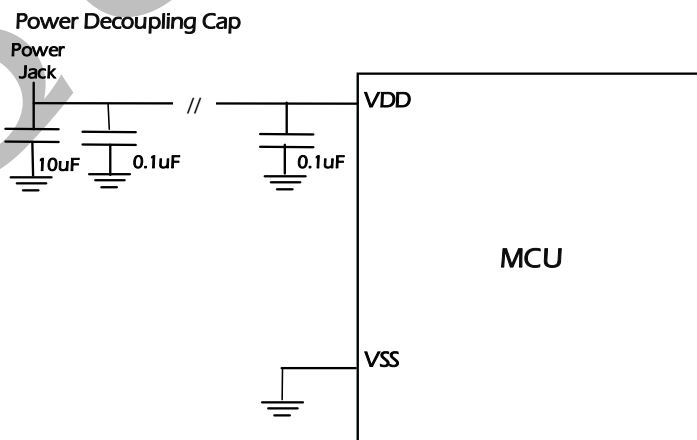 Power Decoupling Cap
Power
Jack
//
VDD
10uF
0.1uF
0.1uF
MCU
VSS